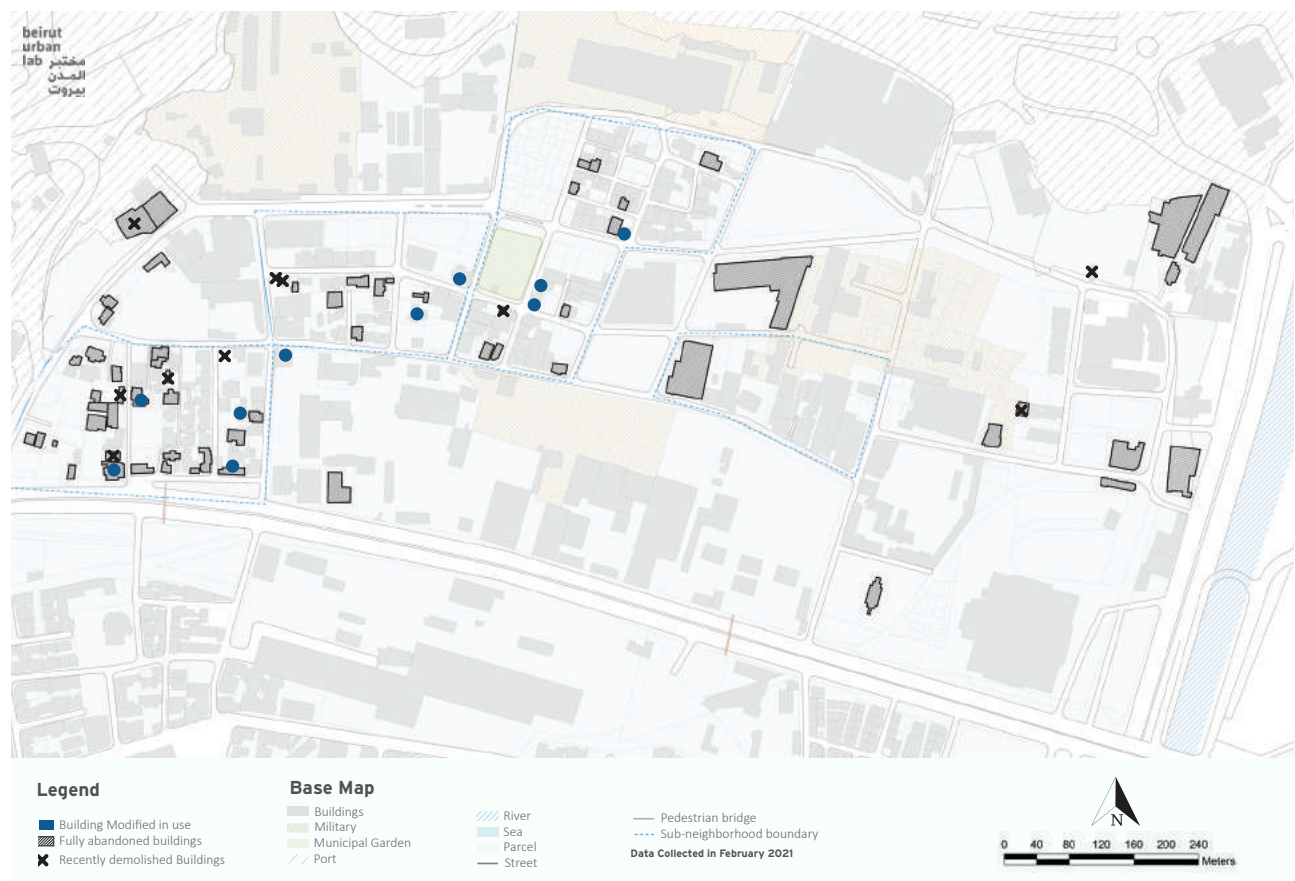 beirut
urban
lab مختبر
المدن
بيروت
Legend
Building Modified in use
Fully abandoned buildings
Recently demolished Buildings
Base Map
Buildings
Military
Municipal Garden
Port
River
Sea
Parcel
Street
Pedestrian bridge
Sub-neighborhood boundary
Data Collected in February 2021
N
0 40 80 120 160 200 240
Meters